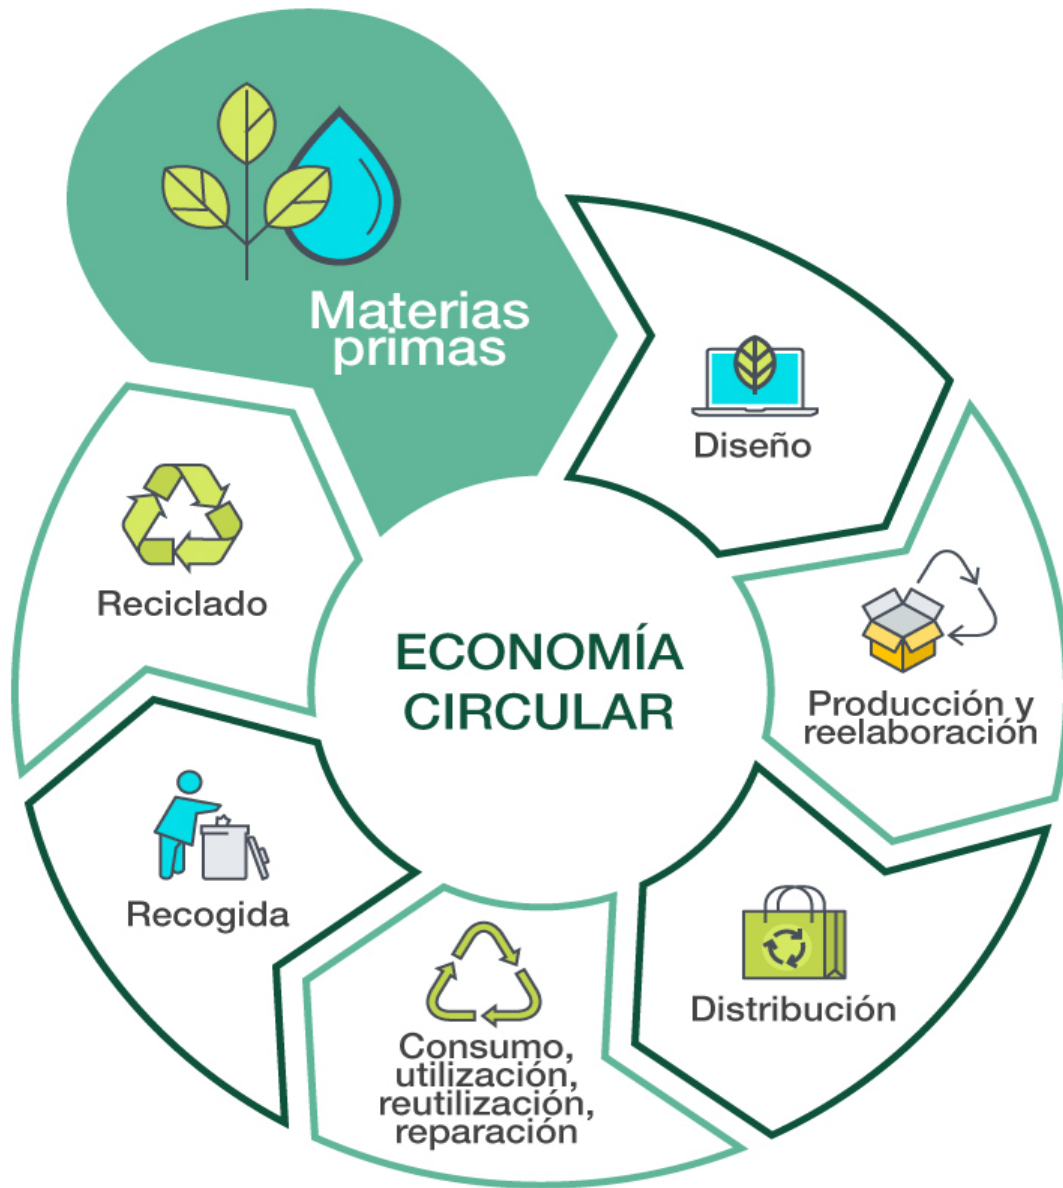 Materias
primas
Diseño
Producción y
reelaboración
Distribución
Consumo,
utilización,
reutilización,
reparación
Recogida
Reciclado
ECONOMÍA
CIRCULAR